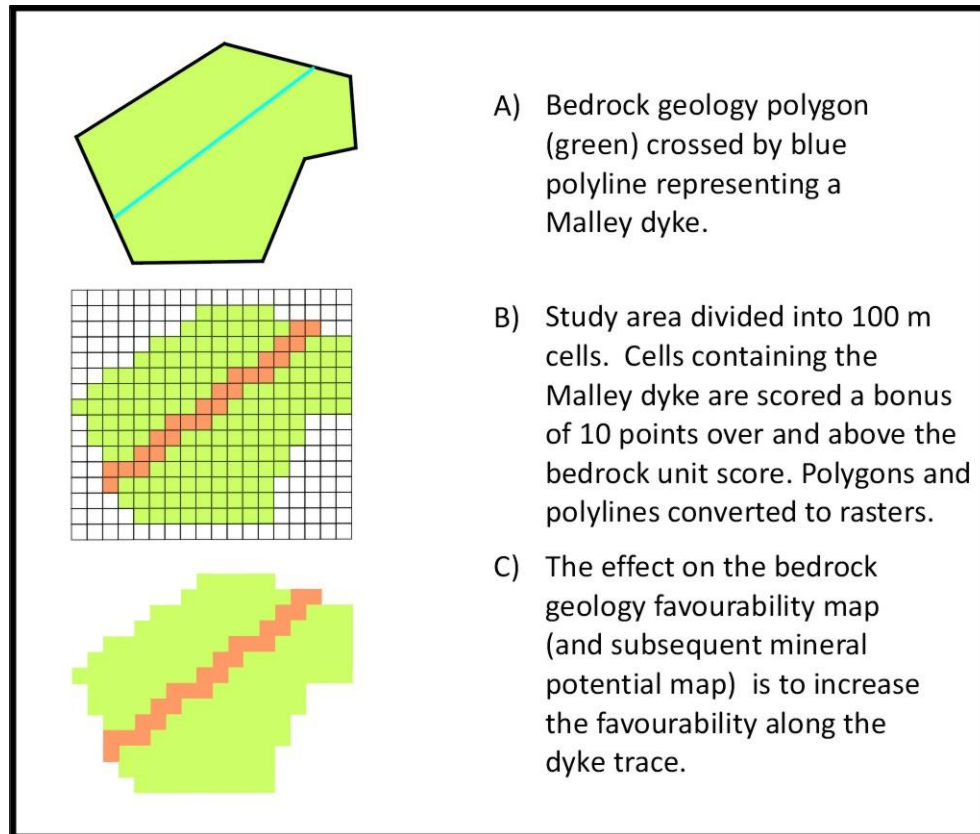 A) Bedrock geology polygon
(green) crossed by blue
polyline representing a
Malley dyke.
B) Study area divided into 100 m
cells. Cells containing the
Malley dyke are scored a bonus
of 10 points over and above the
bedrock unit score. Polygons and
polylines converted to rasters.
C) The effect on the bedrock
geology favourability map
(and subsequent mineral
potential map) is to increase
the favourability along the
dyke trace.